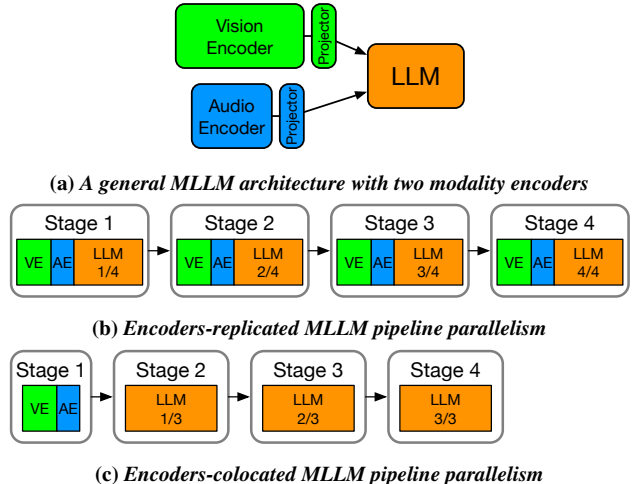 Vision
Encoder
Projector
LLM
Audio
Encoder
Projector
(a) A general MLLM architecture with two modality encoders
Stage 1
VE
AE
LLM
1/4
Stage 2
VE
AE
LLM
2/4
Stage 3
VE
AE
LLM
3/4
Stage 4
VE
AE
LLM
4/4
(b) Encoders-replicated MLLM pipeline parallelism
Stage 1
VE
AE
Stage 2
LLM
1/3
Stage 3
LLM
2/3
Stage 4
LLM
3/3
(c) Encoders-colocated MLLM pipeline parallelism